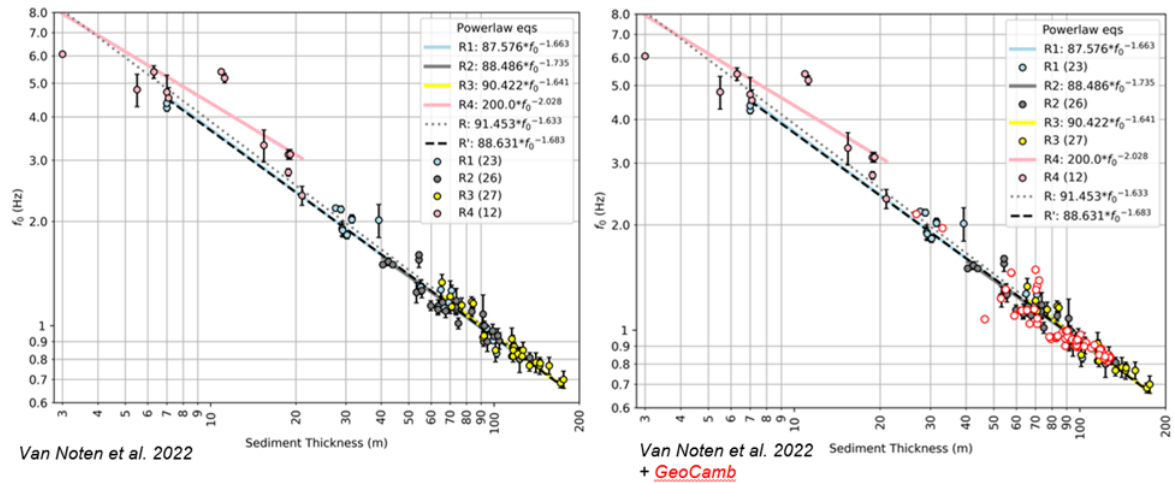 8.0
7.0
6.0
5.0
4.0
3.0
2.0
1
0.9
0.8
0.7
0.6
f₀ (Hz)
Powerlaw eqs
R1: 87.576*f₀⁻¹·⁶⁶³
R2: 88.486*f₀⁻¹·⁷³⁵
R3: 90.422*f₀⁻¹·⁶⁴¹
R4: 200.0*f₀⁻²·⁰²⁸
R: 91.453*f₀⁻¹·⁶³³
R': 88.631*f₀⁻¹·⁶⁸³
R1 (23)
R2 (26)
R3 (27)
R4 (12)
3 4 5 6 7 8 9 10 20 30 40 50 60 70 80 90 100 200
Sediment Thickness (m)
Van Noten et al. 2022
8.0
7.0
6.0
5.0
4.0
3.0
2.0
1
0.9
0.8
0.7
0.6
f₀ (Hz)
Powerlaw eqs
R1: 87.576*f₀⁻¹·⁶⁶³
R1 (23)
R2: 88.486*f₀⁻¹·⁷³⁵
R2 (26)
R3: 90.422*f₀⁻¹·⁶⁴¹
R3 (27)
R4: 200.0*f₀⁻²·⁰²⁸
R4 (12)
R: 91.453*f₀⁻¹·⁶³³
R': 88.631*f₀⁻¹·⁶⁸³
3 4 5 6 7 8 9 10 20 30 40 50 60 70 80 90 100 200
Sediment Thickness (m)
Van Noten et al. 2022
+ GeoCamb